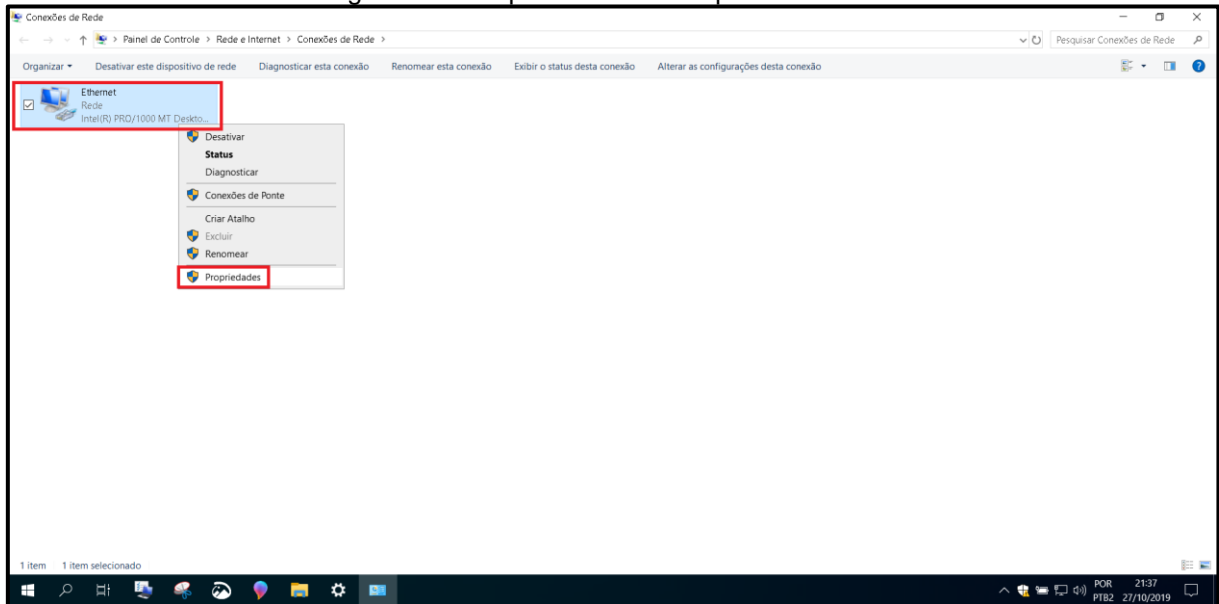 Conexões de Rede
Painel de Controle > Rede e Internet > Conexões de Rede >
Pesquisar Conexões de Rede
Organizar Desativar este dispositivo de rede Diagnosticar esta conexão Renomear esta conexão Exibir o status desta conexão Alterar as configurações desta conexão
Ethernet
Rede
Intel(R) PRO/1000 MT Deskto...
Desativar
Status
Diagnosticar
Conexões de Ponte
Criar Atalho
Excluir
Renomear
Propriedades
1 item 1 item selecionado
POR 21:37
PTB2 27/10/2019